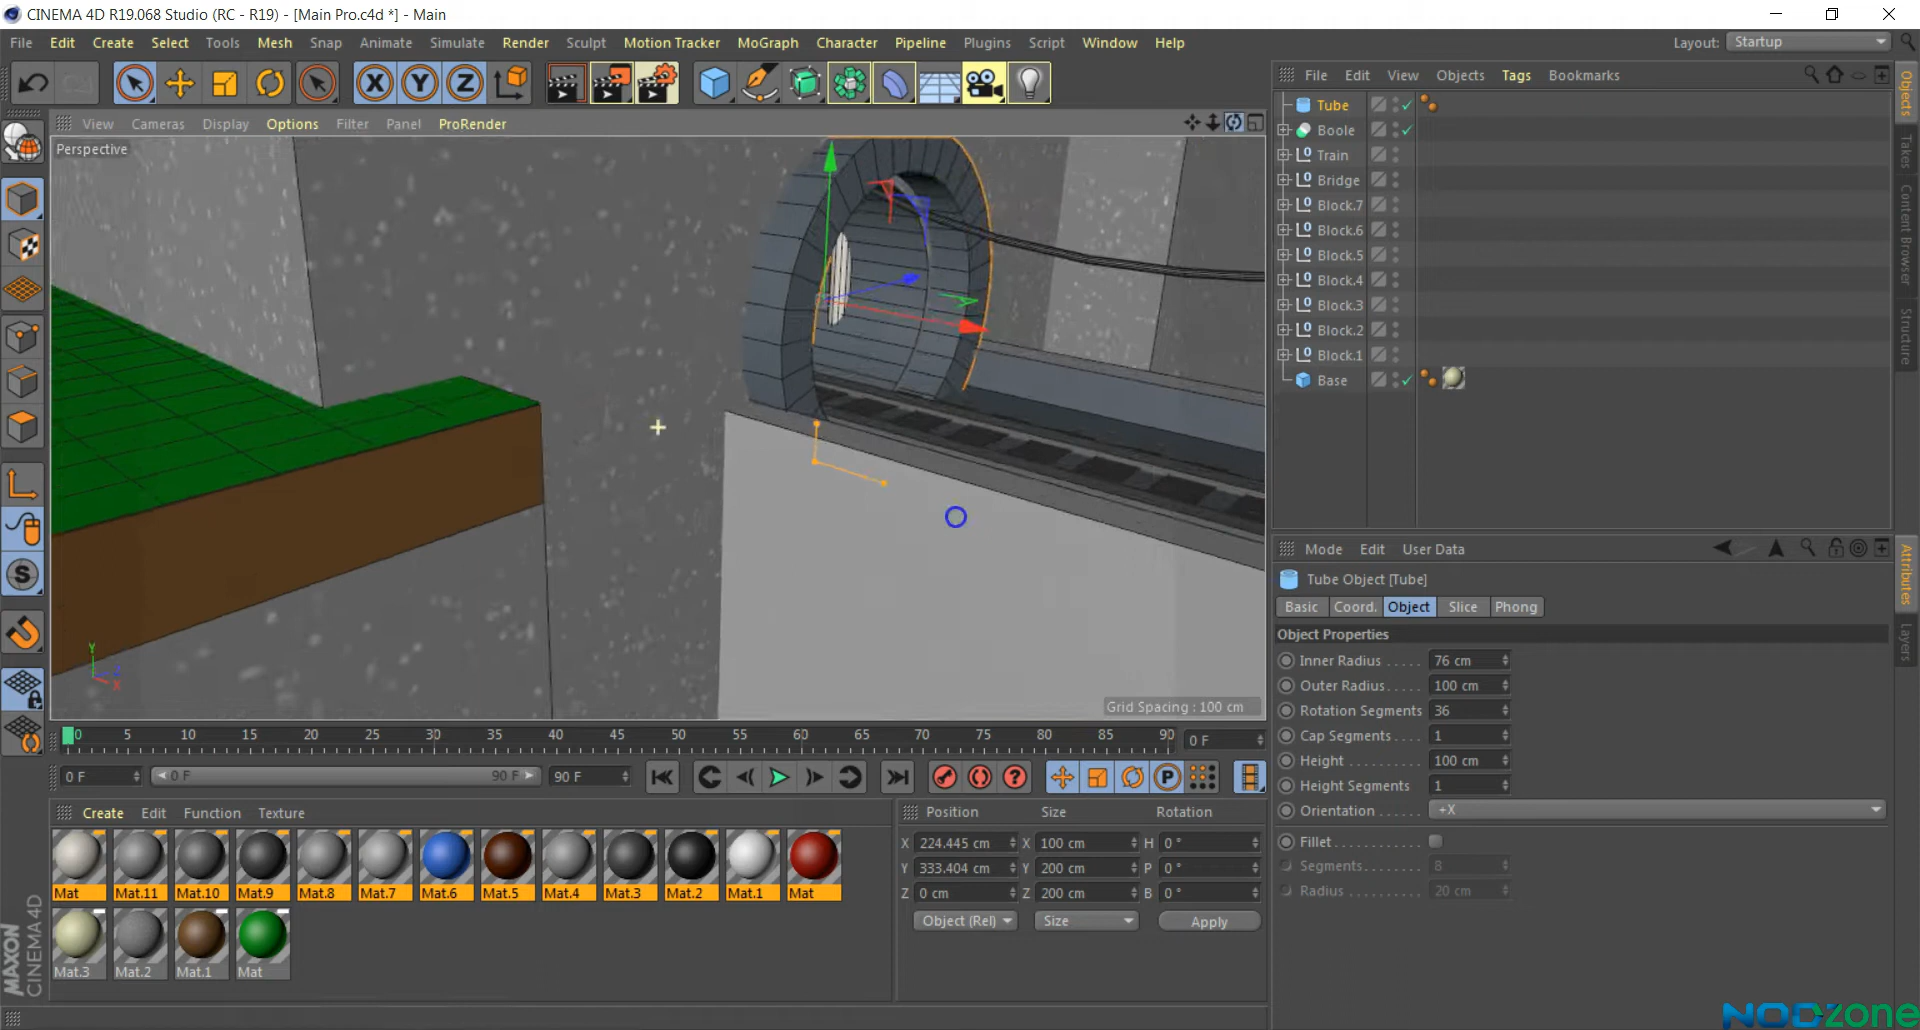 CINEMA 4D R19.068 Studio (RC - R19) - [Main Pro.c4d *] - Main
File Edit Create Select Tools Mesh Snap Animate Simulate Render Sculpt Motion Tracker MoGraph Character Pipeline Plugins Script Window Help
Layout: Startup
X Y Z
File Edit View Objects Tags Bookmarks
View Cameras Display Options Filter Panel ProRender
Perspective
Tube
Boole
Train
Bridge
Block.7
Block.6
Block.5
Block.4
Block.3
Block.2
Block.1
Base
Objects
Takes
Content Browser
Structure
Y
Z
X
Grid Spacing : 100 cm
Mode Edit User Data
Tube Object [Tube]
Basic Coord. Object Slice Phong
Object Properties
Inner Radius ..... 76 cm
Outer Radius..... 100 cm
Rotation Segments 36
Cap Segments .... 1
Height .......... 100 cm
Height Segments 1
Orientation ...... +X
Fillet ...........
Segments......... 8
Radius .......... 20 cm
Attributes
Layers
0 5 10 15 20 25 30 35 40 45 50 55 60 65 70 75 80 85 90 0 F
0 F 0 F 90 F 90 F
P
Create Edit Function Texture
Mat Mat.11 Mat.10 Mat.9 Mat.8 Mat.7 Mat.6 Mat.5 Mat.4 Mat.3 Mat.2 Mat.1 Mat
Mat.3 Mat.2 Mat.1 Mat
Position Size Rotation
X 224.445 cm X 100 cm H 0 °
Y 333.404 cm Y 200 cm P 0 °
Z 0 cm Z 200 cm B 0 °
Object (Rel) Size Apply
MAXON
CINEMA 4D
NODzone